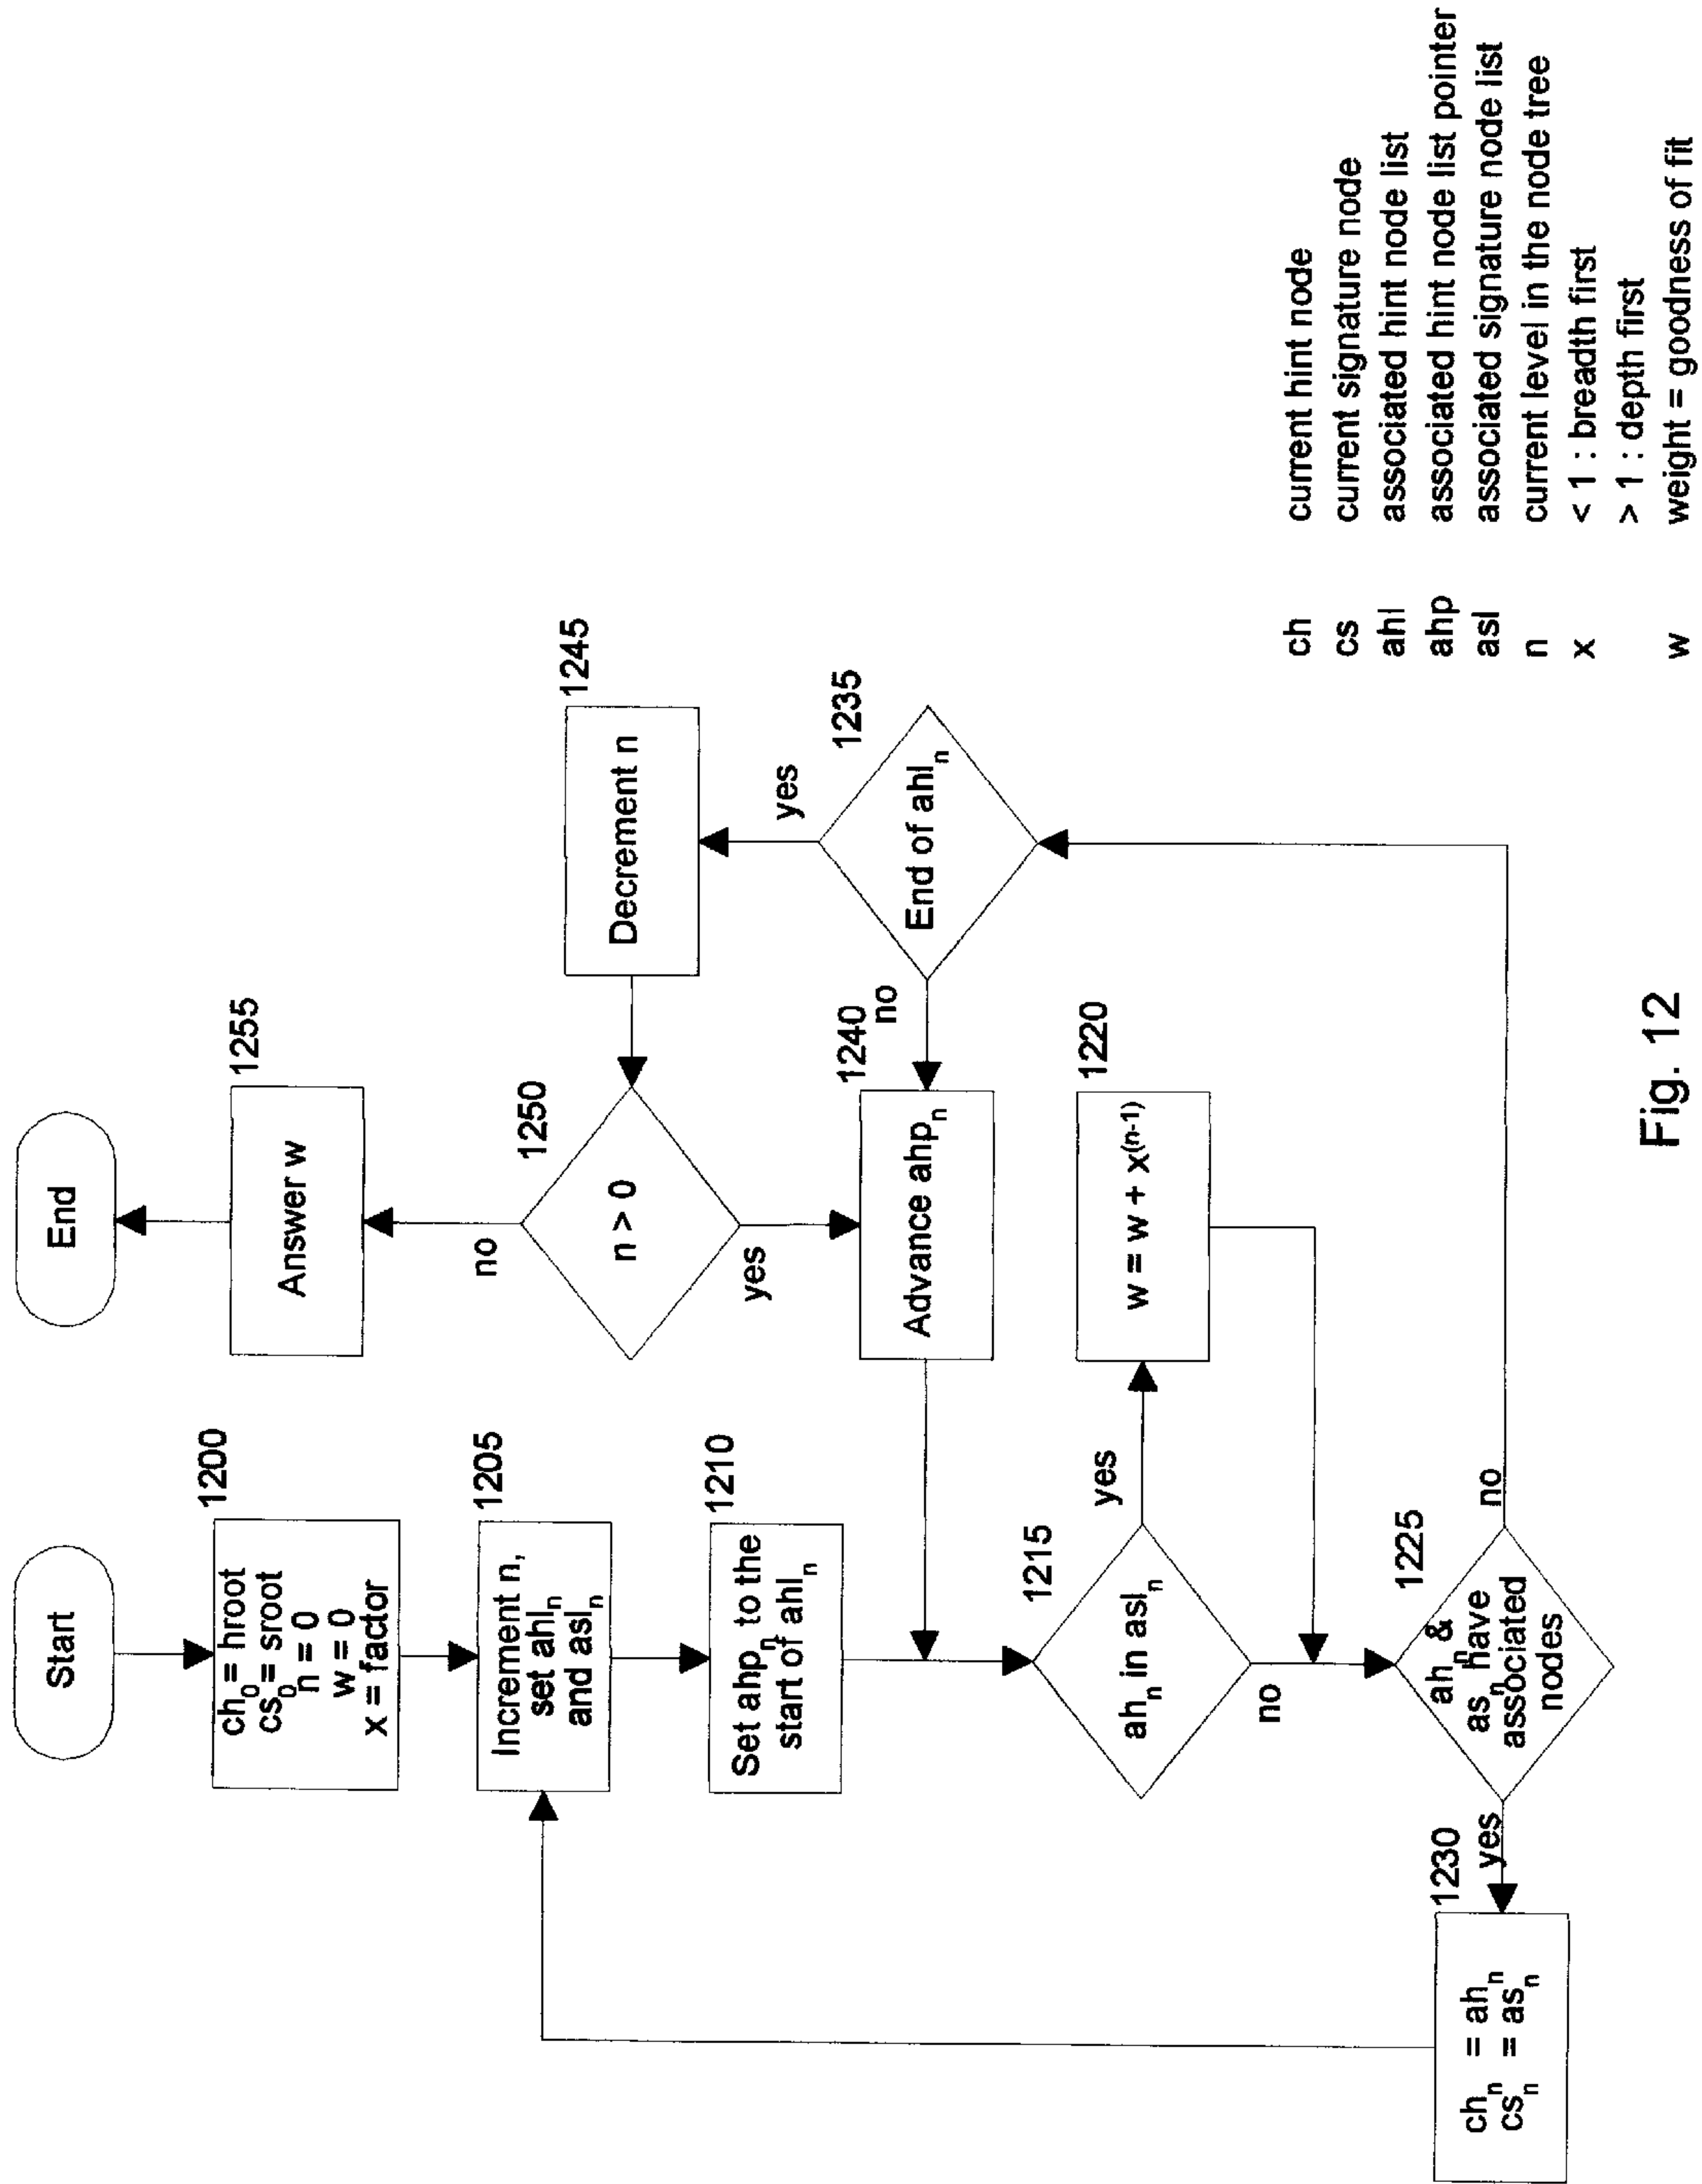 Start
1200
ch₀ = hroot
cs₀ = sroot
n = 0
w = 0
x = factor
1205
Increment n,
set ahlₙ
and aslₙ
1210
Set ahpₙ to the
start of ahlₙ
1215
ahₙ in aslₙ
yes
no
1220
w = w + x⁽ⁿ⁻¹⁾
1225
ahₙ &
asₙ have
associated
nodes
no
yes
1230
chₙ = ahₙ
csₙ = asₙ
End
1255
Answer w
1250
n > 0
no
yes
1240
Advance ahpₙ
no
1245
Decrement n
yes
1235
End of ahlₙ
ch current hint node
cs current signature node
ahl associated hint node list
ahp associated hint node list pointer
asl associated signature node list
n current level in the node tree
x < 1 : breadth first
> 1 : depth first
w weight = goodness of fit
Fig. 12